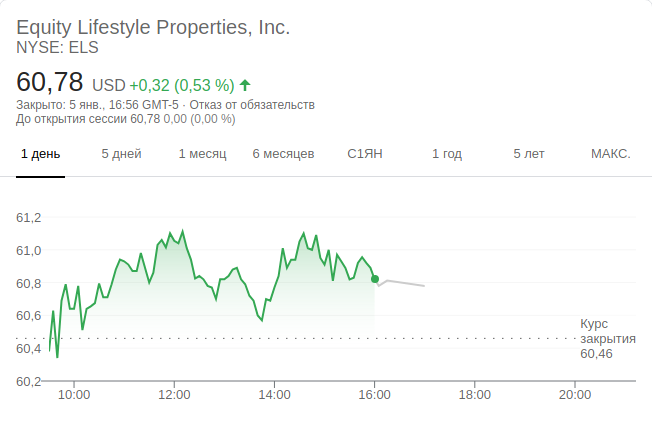 Equity Lifestyle Properties, Inc.
NYSE: ELS
60,78 USD +0,32 (0,53 %)
Закрыто: 5 янв., 16:56 GMT-5 · Отказ от обязательств
До открытия сессии 60,78 0,00 (0,00 %)
1 день 5 дней 1 месяц 6 месяцев С1ЯН 1 год 5 лет МАКС.
61,2
61,0
60,8
60,6
60,4
60,2
Курс
закрытия
60,46
10:00 12:00 14:00 16:00 18:00 20:00